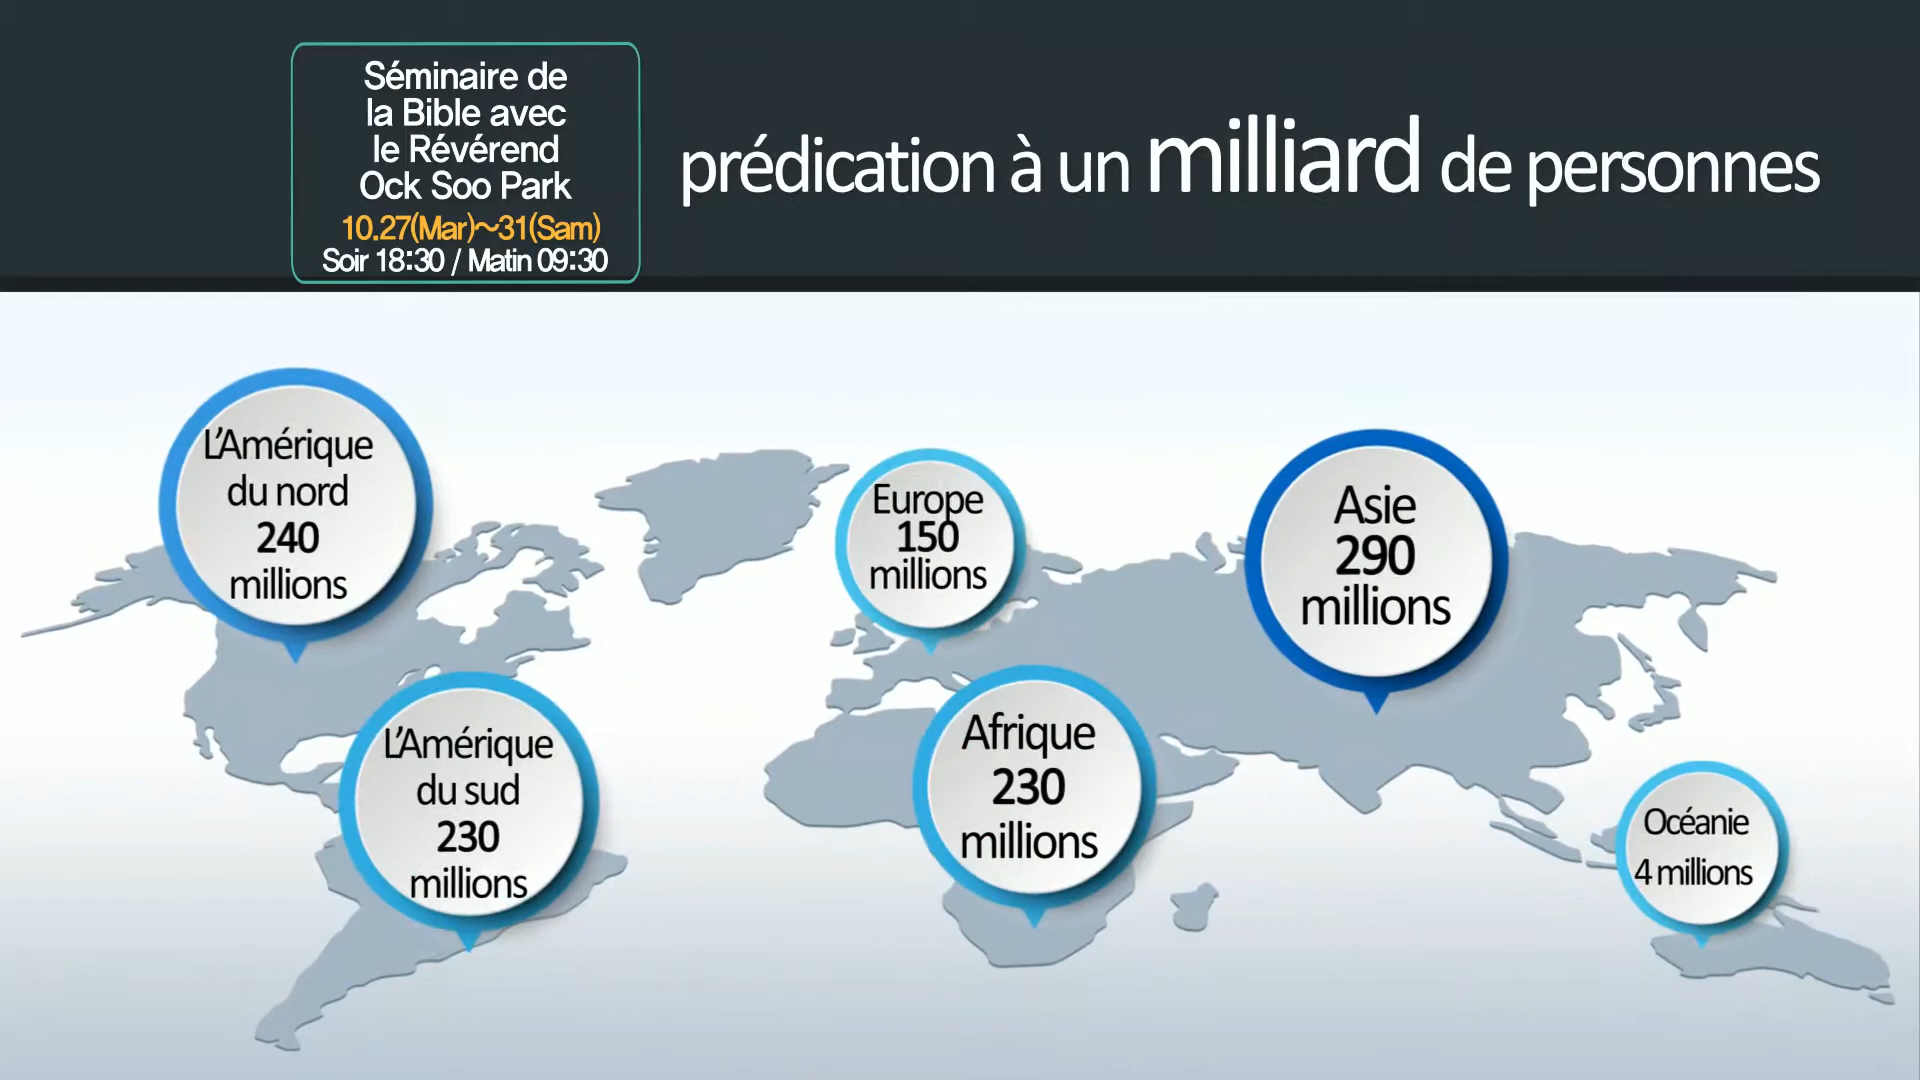 Séminaire de
la Bible avec
le Révérend
Ock Soo Park
10.27(Mar)~31(Sam)
Soir 18:30 / Matin 09:30
prédication à un milliard de personnes
L'Amérique
du nord
240
millions
Europe
150
millions
Asie
290
millions
L'Amérique
du sud
230
millions
Afrique
230
millions
Océanie
4 millions